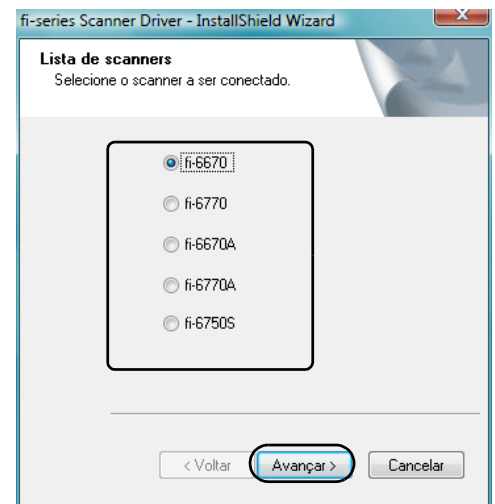 fi-series Scanner Driver - InstallShield Wizard
Lista de scanners
Selecione o scanner a ser conectado.
fi-6670
fi-6770
fi-6670A
fi-6770A
fi-6750S
< Voltar Avançar > Cancelar